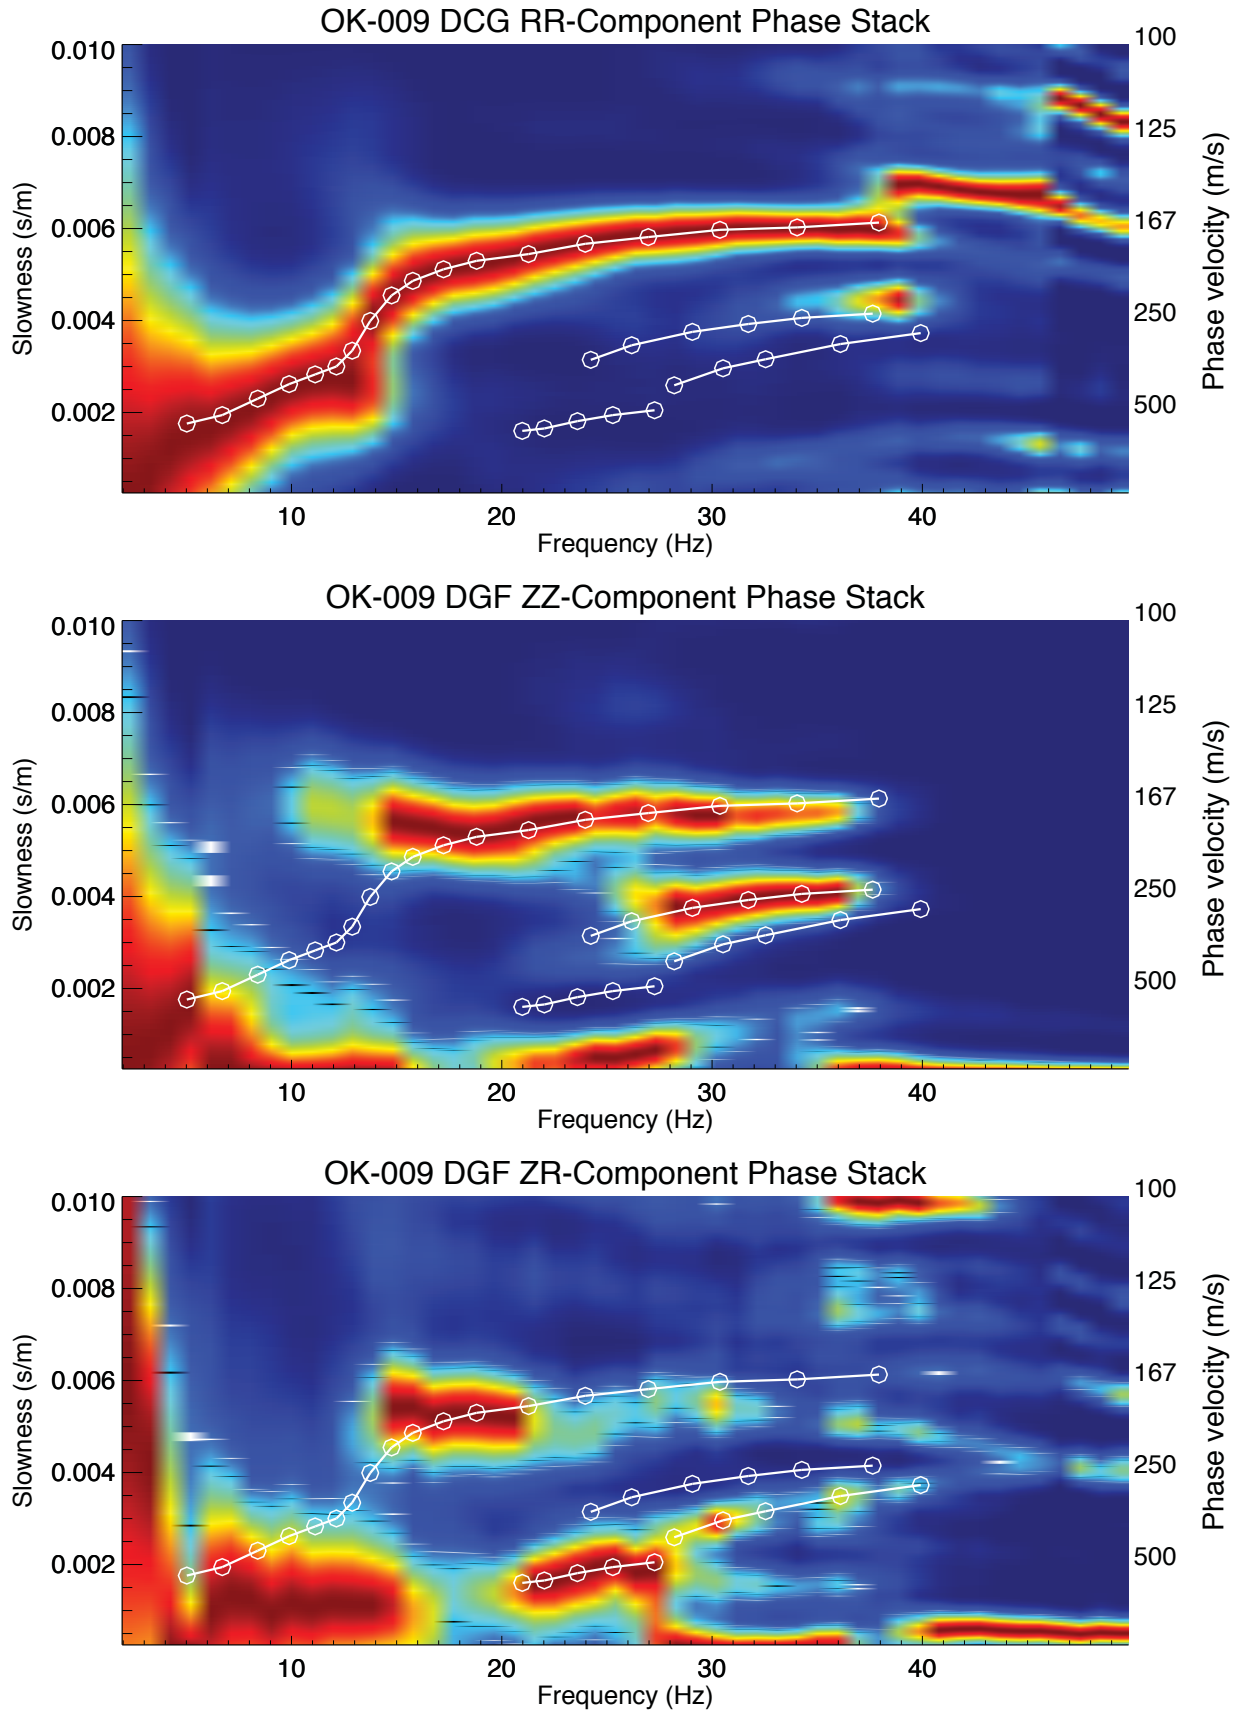 OK-009 DCG RR-Component Phase Stack
0.010
0.008
0.006
0.004
0.002
Slowness (s/m)
100
125
167
250
500
Phase velocity (m/s)
10 20 30 40
Frequency (Hz)
OK-009 DGF ZZ-Component Phase Stack
0.010
0.008
0.006
0.004
0.002
Slowness (s/m)
100
125
167
250
500
Phase velocity (m/s)
10 20 30 40
Frequency (Hz)
OK-009 DGF ZR-Component Phase Stack
0.010
0.008
0.006
0.004
0.002
Slowness (s/m)
100
125
167
250
500
Phase velocity (m/s)
10 20 30 40
Frequency (Hz)